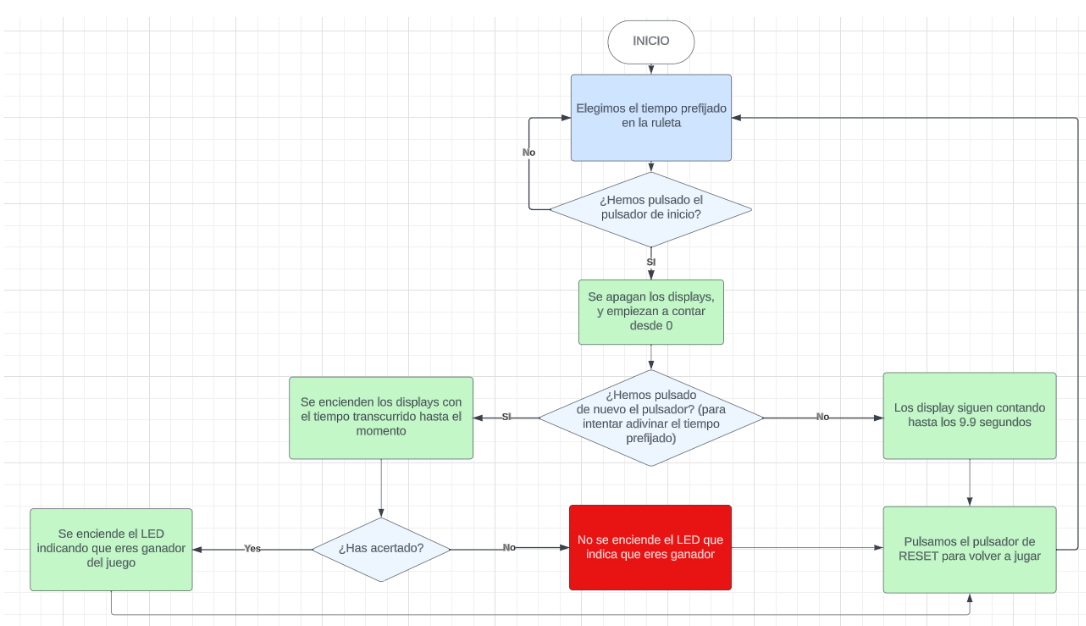 INICIO
Elegimos el tiempo prefijado
en la ruleta
No
¿Hemos pulsado el
pulsador de inicio?
SI
Se apagan los displays,
y empiezan a contar
desde 0
¿Hemos pulsado
de nuevo el pulsador? (para
intentar adivinar el tiempo
prefijado)
SI
No
Se encienden los displays con
el tiempo transcurrido hasta el
momento
Los display siguen contando
hasta los 9.9 segundos
¿Has acertado?
Yes
No
Se enciende el LED
indicando que eres ganador
del juego
No se enciende el LED que
indica que eres ganador
Pulsamos el pulsador de
RESET para volver a jugar